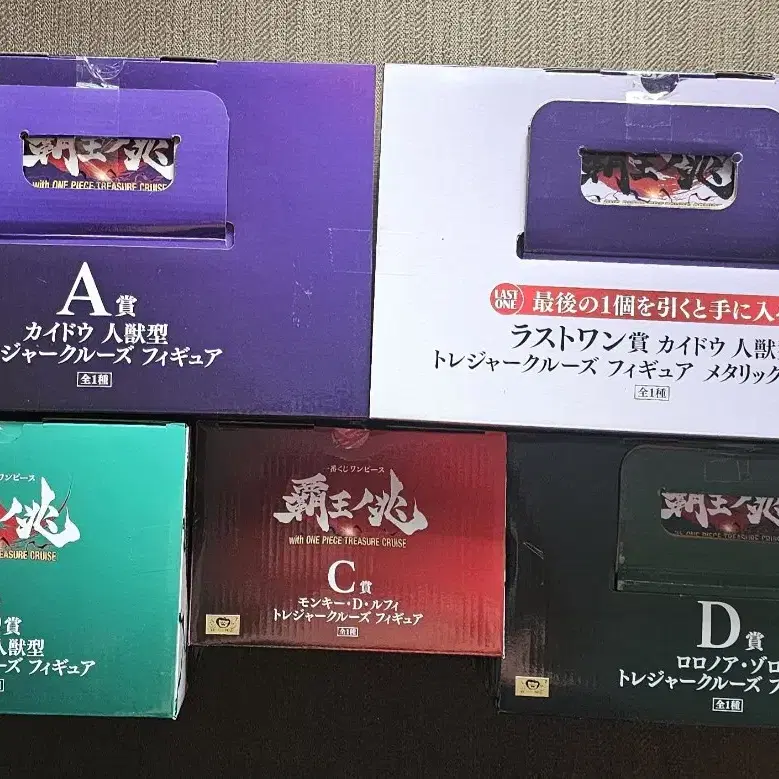 覇王ノ兆
with ONE PIECE TREASURE CRUISE
A賞
カイドウ 人獣型
レジャークルーズ フィギュア
全1種
覇王ノ兆
LAST ONE 最後の1個を引くと手に入
ラストワン賞 カイドウ 人獣
トレジャークルーズ フィギュア メタリック
全1種
ワンピース
ノ兆
EASURE CRUISE
賞
人獣型
ーズ フィギュア
一番くじ ワンピース
覇王ノ兆
with ONE PIECE TREASURE CRUISE
C賞
モンキー・D・ルフィ
トレジャークルーズ フィギュア
全1種
覇王ノ兆
D賞
ロロノア・ゾロ
トレジャークルーズ フ
全1種